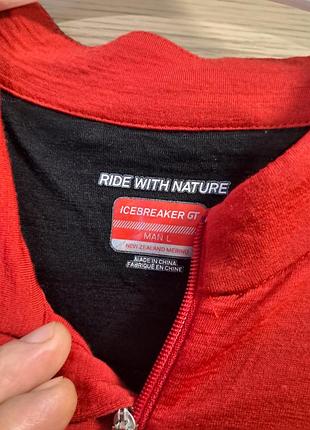 RIDE WITH NATURE
ICEBREAKER GT
MAN L
NEW ZEALAND MERINO
MADE IN CHINA
FABRIQUÉ EN CHINE